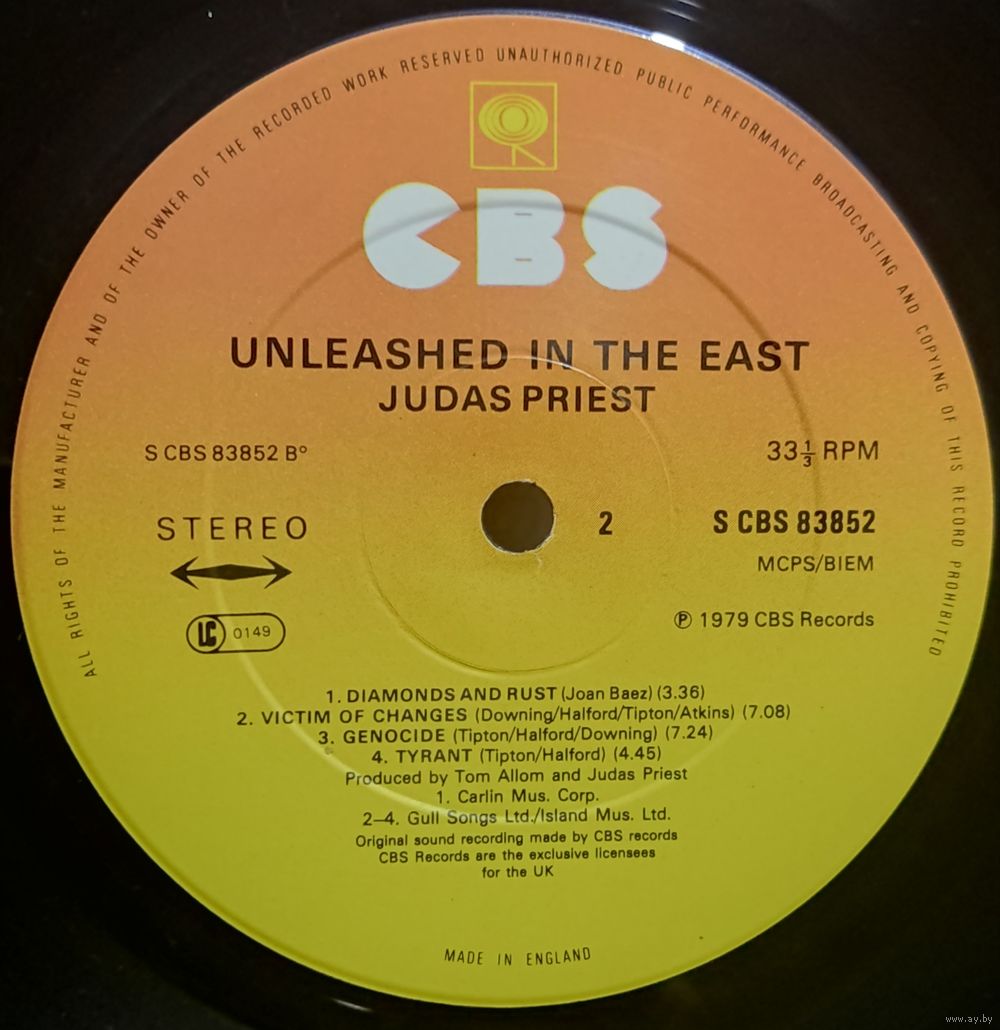 ALL RIGHTS OF THE MANUFACTURER AND OF THE OWNER OF THE RECORDED WORK RESERVED UNAUTHORIZED PUBLIC PERFORMANCE BROADCASTING AND COPYING OF THIS RECORD PROHIBITED
CBS
UNLEASHED IN THE EAST
JUDAS PRIEST
S CBS 83852 B°
33⅓ RPM
STEREO
2
S CBS 83852
MCPS/BIEM
LC 0149
℗ 1979 CBS Records
1. DIAMONDS AND RUST (Joan Baez) (3.36)
2. VICTIM OF CHANGES (Downing/Halford/Tipton/Atkins) (7.08)
3. GENOCIDE (Tipton/Halford/Downing) (7.24)
4. TYRANT (Tipton/Halford) (4.45)
Produced by Tom Allom and Judas Priest
1. Carlin Mus. Corp.
2–4. Gull Songs Ltd./Island Mus. Ltd.
Original sound recording made by CBS records
CBS Records are the exclusive licensees
for the UK
MADE IN ENGLAND
www.ay.by